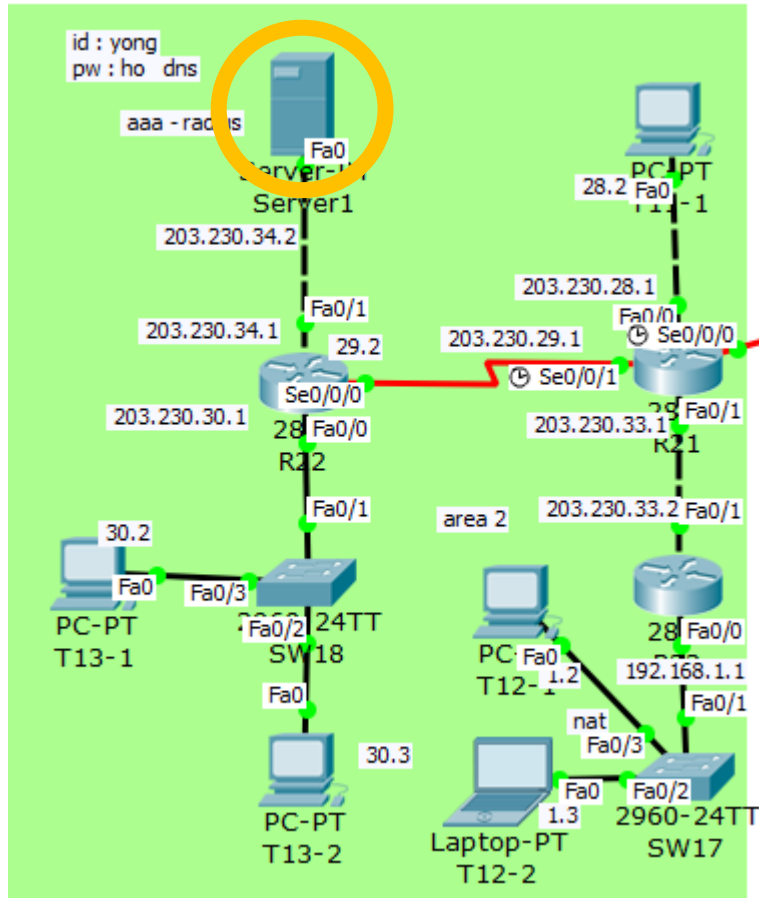 id : yong
pw : ho dns
aaa - radius
Fa0
Server1
203.230.34.2
Fa0/1
203.230.34.1
29.2
Se0/0/0
203.230.30.1
Fa0/0
R22
Fa0/1
30.2
Fa0
Fa0/3
PC-PT
T13-1
Fa0/2
24TT
SW18
Fa0
30.3
PC-PT
T13-2
PC-PT
28.2
Fa0
203.230.28.1
Fa0/0
Se0/0/0
203.230.29.1
Se0/0/1
Fa0/1
203.230.33.1
R21
area 2
203.230.33.2
Fa0/1
Fa0/0
192.168.1.1
Fa0/1
Fa0
1.2
nat
Fa0/3
Fa0
Fa0/2
1.3
2960-24TT
SW17
Laptop-PT
T12-2